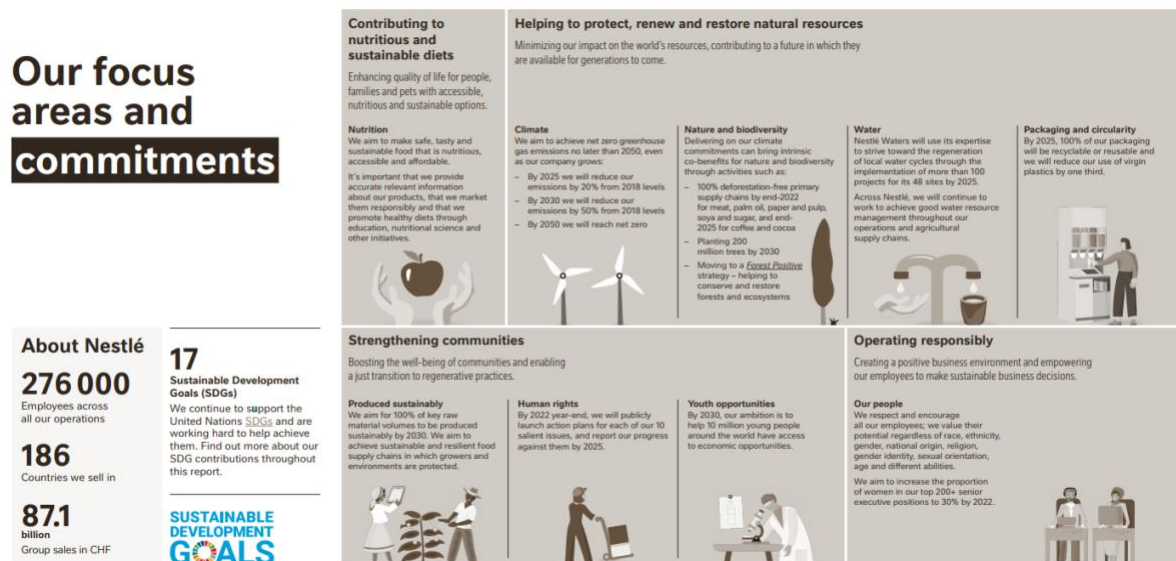 Our focus
areas and
commitments
About Nestlé
276 000
Employees across
all our operations
186
Countries we sell in
87.1
billion
Group sales in CHF
17
Sustainable Development
Goals (SDGs)
We continue to support the
United Nations SDGs and are
working hard to help achieve
them. Find out more about our
SDG contributions throughout
this report.
SUSTAINABLE
DEVELOPMENT
GOALS
Contributing to
nutritious and
sustainable diets
Enhancing quality of life for people,
families and pets with accessible,
nutritious and sustainable options.
Nutrition
We aim to make safe, tasty and
sustainable food that is nutritious,
accessible and affordable.
It's important that we provide
accurate relevant information
about our products, that we market
them responsibly and that we
promote healthy diets through
education, nutritional science and
other initiatives.
Helping to protect, renew and restore natural resources
Minimizing our impact on the world's resources, contributing to a future in which they
are available for generations to come.
Climate
We aim to achieve net zero greenhouse
gas emissions no later than 2050, even
as our company grows:
– By 2025 we will reduce our
emissions by 20% from 2018 levels
– By 2030 we will reduce our
emissions by 50% from 2018 levels
– By 2050 we will reach net zero
Nature and biodiversity
Delivering on our climate
commitments can bring intrinsic
co-benefits for nature and biodiversity
through activities such as:
– 100% deforestation-free primary
supply chains by end-2022
for meat, palm oil, paper and pulp,
soya and sugar, and end-
2025 for coffee and cocoa
– Planting 200
million trees by 2030
– Moving to a Forest Positive
strategy – helping to
conserve and restore
forests and ecosystems
Water
Nestlé Waters will use its expertise
to strive toward the regeneration
of local water cycles through the
implementation of more than 100
projects for its 48 sites by 2025.
Across Nestlé, we will continue to
work to achieve good water resource
management throughout our
operations and agricultural
supply chains.
Packaging and circularity
By 2025, 100% of our packaging
will be recyclable or reusable and
we will reduce our use of virgin
plastics by one third.
Strengthening communities
Boosting the well-being of communities and enabling
a just transition to regenerative practices.
Produced sustainably
We aim for 100% of key raw
material volumes to be produced
sustainably by 2030. We aim to
achieve sustainable and resilient food
supply chains in which growers and
environments are protected.
Human rights
By 2022 year-end, we will publicly
launch action plans for each of our 10
salient issues, and report our progress
against them by 2025.
Youth opportunities
By 2030, our ambition is to
help 10 million young people
around the world have access
to economic opportunities.
Operating responsibly
Creating a positive business environment and empowering
our employees to make sustainable business decisions.
Our people
We respect and encourage
all our employees; we value their
potential regardless of race, ethnicity,
gender, national origin, religion,
gender identity, sexual orientation,
age and different abilities.
We aim to increase the proportion
of women in our top 200+ senior
executive positions to 30% by 2022.